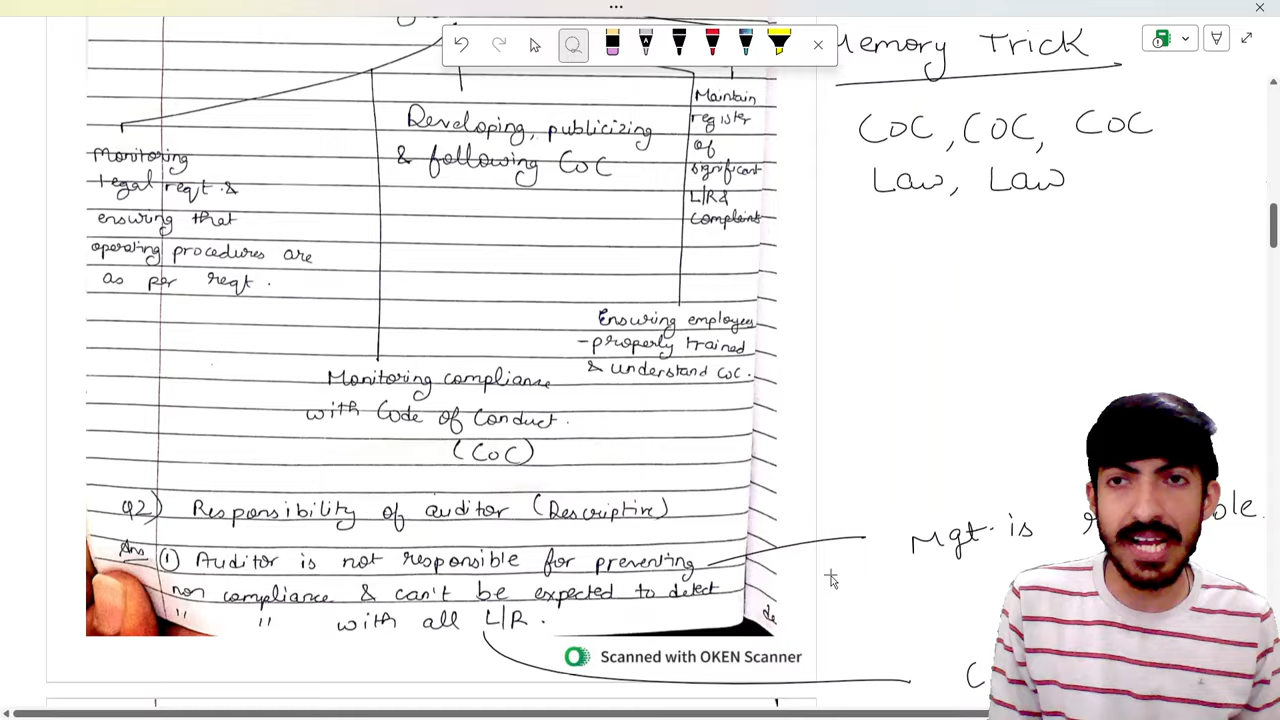 Memory Trick
COC, COC, COC
Law, Law
Maintain
register
of
significant
L/R &
complaint
Developing, publicizing
& following CoC
Monitoring
legal reqt. &
ensuring that
operating procedures are
as per reqt.
Ensuring employees
-properly trained
& understand CoC.
Monitoring compliance
with Code of Conduct.
(CoC)
Q2) Responsibility of auditor (Descriptive)
Ans ① Auditor is not responsible for preventing
non compliance & can't be expected to detect
" " with all L/R.
Mgt. is
de
Scanned with OKEN Scanner